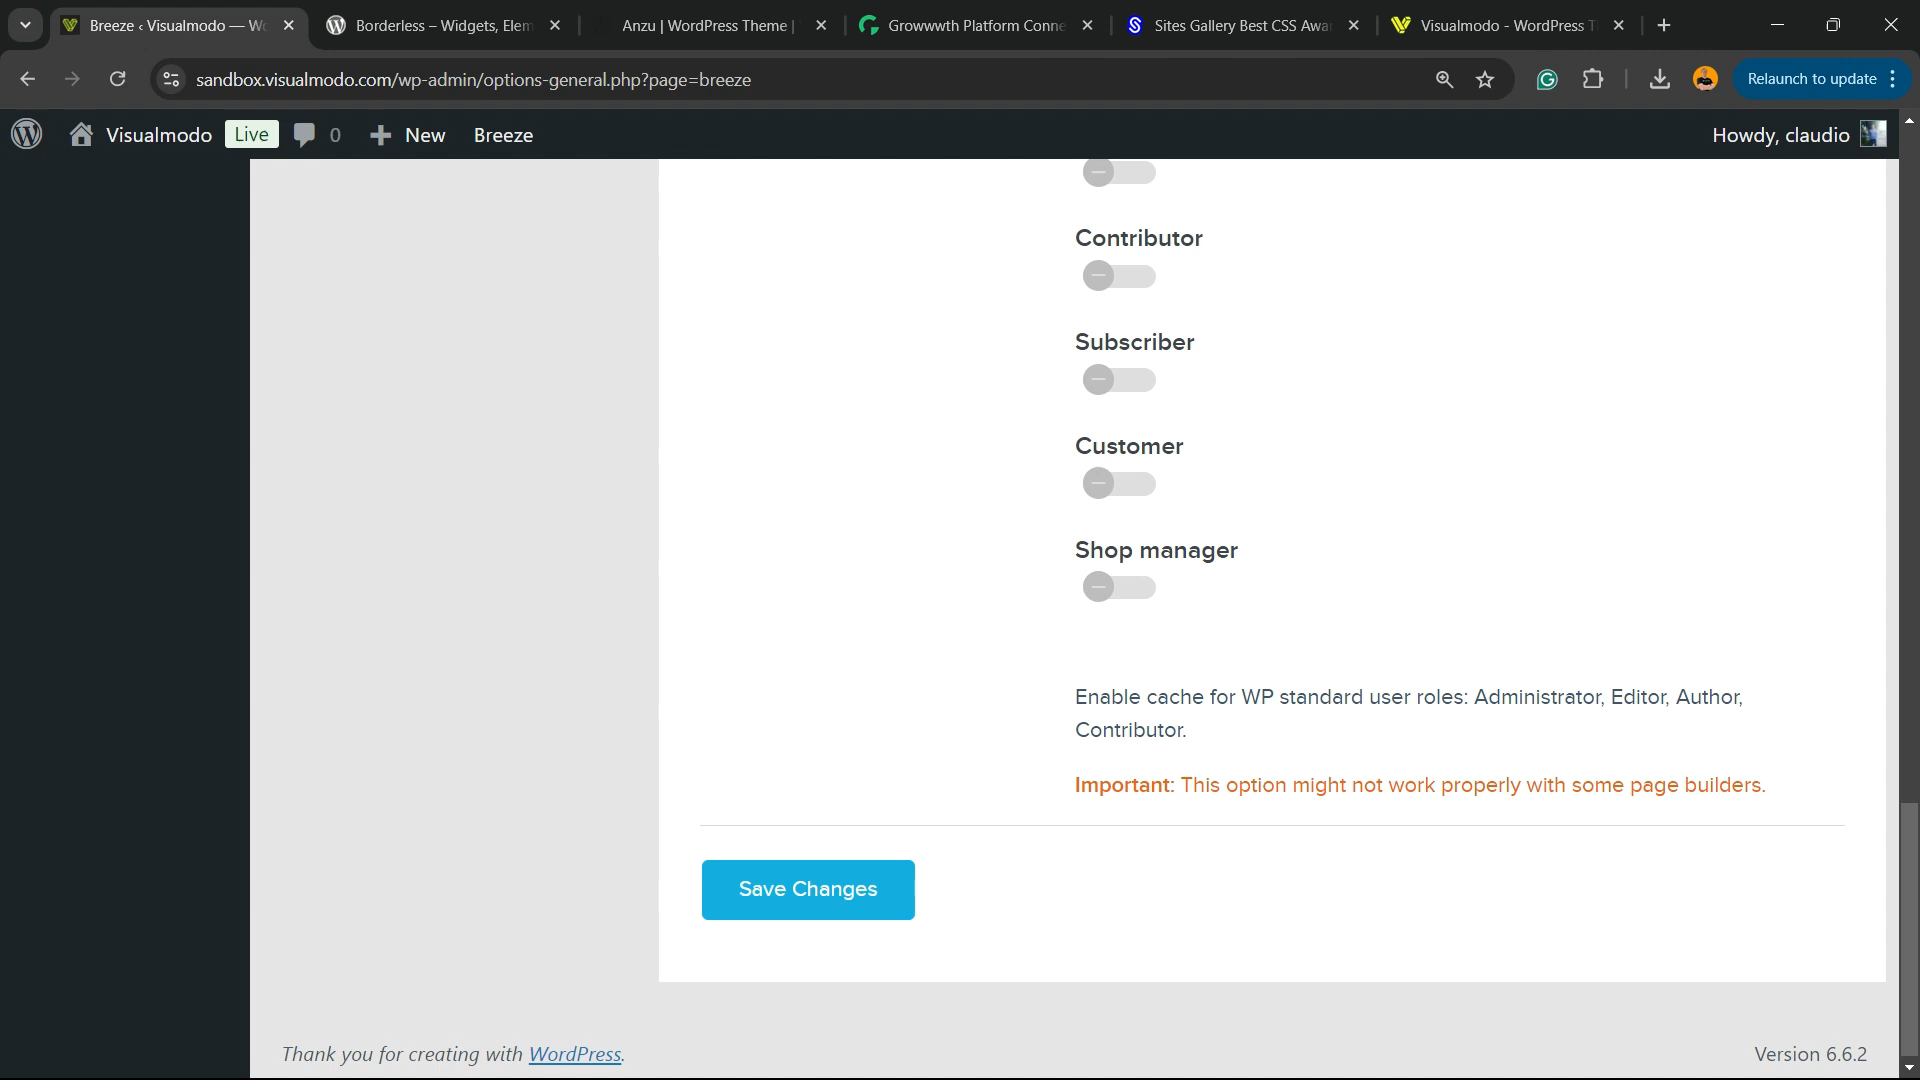 Breeze ‹ Visualmodo — Wo
Borderless – Widgets, Elem
Anzu | WordPress Theme |
Growwwth Platform Conne
Sites Gallery Best CSS Awa
Visualmodo - WordPress T
sandbox.visualmodo.com/wp-admin/options-general.php?page=breeze
Relaunch to update
Visualmodo
Live
0
New
Breeze
Howdy, claudio
Contributor
Subscriber
Customer
Shop manager
Enable cache for WP standard user roles: Administrator, Editor, Author,
Contributor.
Important: This option might not work properly with some page builders.
Save Changes
Thank you for creating with WordPress.
Version 6.6.2